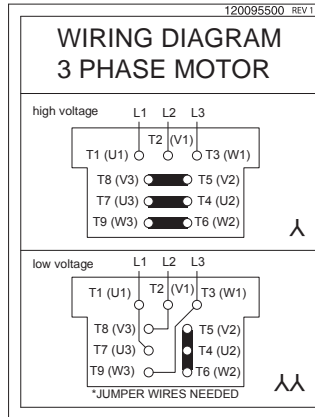 120095500 REV 1
WIRING DIAGRAM
3 PHASE MOTOR
high voltage L1 L2 L3
T2 (V1)
T1 (U1) T3 (W1)
T8 (V3) T5 (V2)
T7 (U3) T4 (U2)
T9 (W3) T6 (W2)
low voltage L1 L2 L3
T1 (U1) T2 (V1) T3 (W1)
T8 (V3) T5 (V2)
T7 (U3) T4 (U2)
T9 (W3) T6 (W2)
*JUMPER WIRES NEEDED